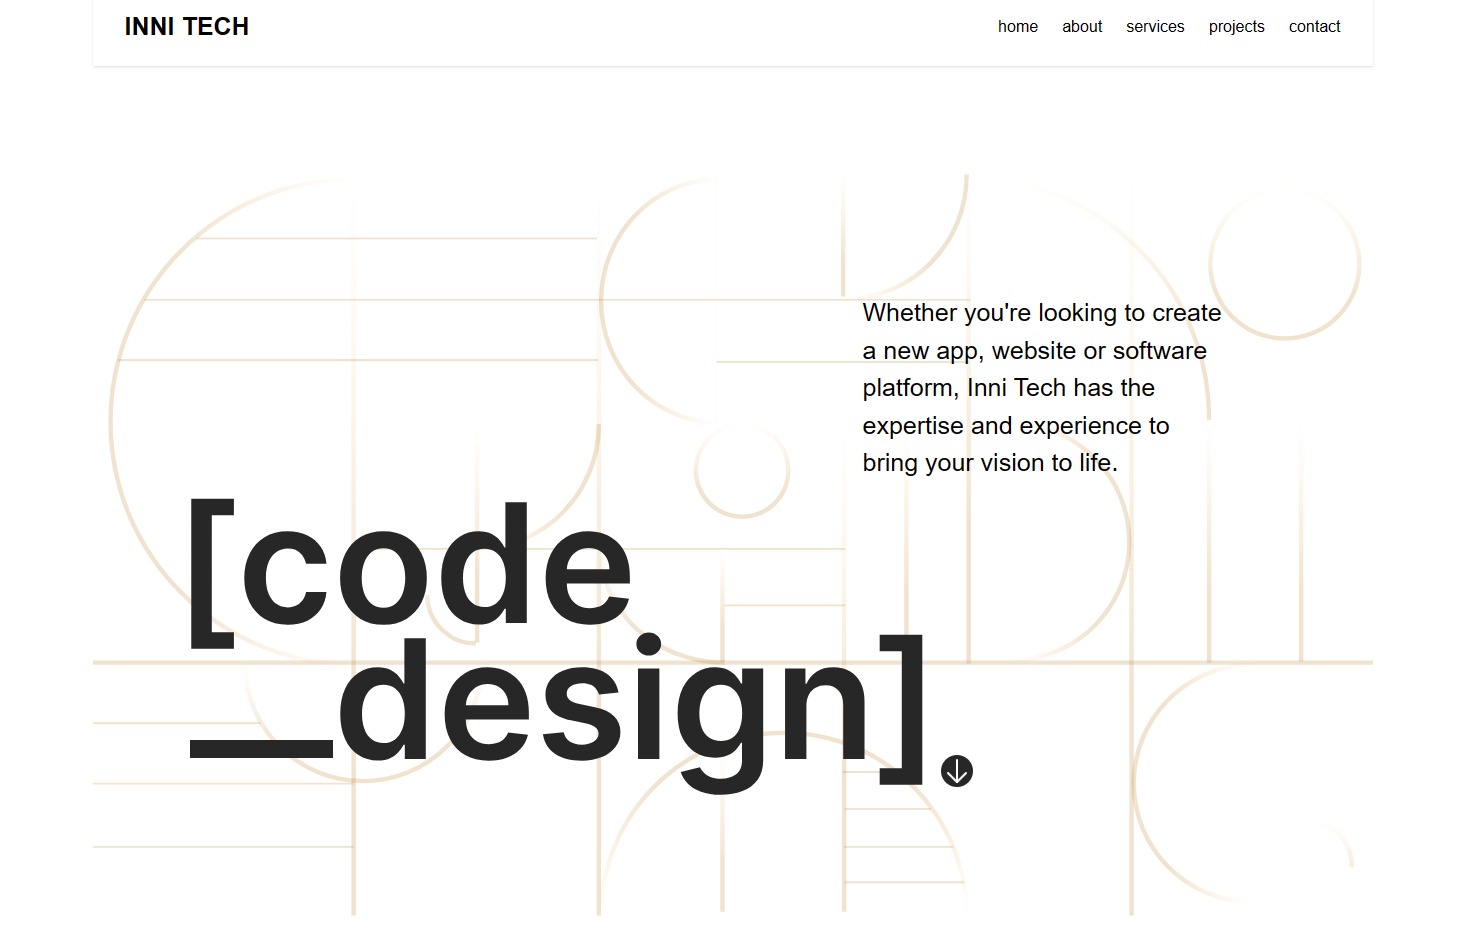 INNI TECH
home about services projects contact
Whether you're looking to create
a new app, website or software
platform, Inni Tech has the
expertise and experience to
bring your vision to life.
[code
_design]